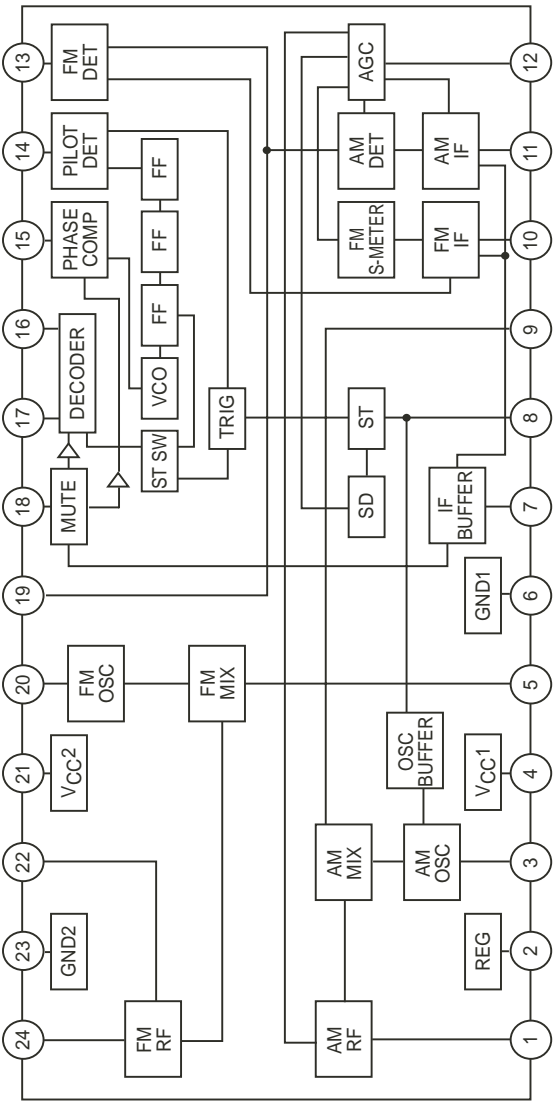 24 23 22 21 20 19 18 17 16 15 14 13
GND2
VCC2
FM
OSC
MUTE
DECODER
PHASE
COMP
PILOT
DET
FM
DET
FM
RF
FM
MIX
ST SW
VCO
FF
FF
FF
TRIG
AM
RF
AM
MIX
SD
ST
FM
S-METER
AM
DET
AGC
AM
OSC
OSC
BUFFER
IF
BUFFER
FM
IF
AM
IF
REG
VCC1
GND1
1 2 3 4 5 6 7 8 9 10 11 12